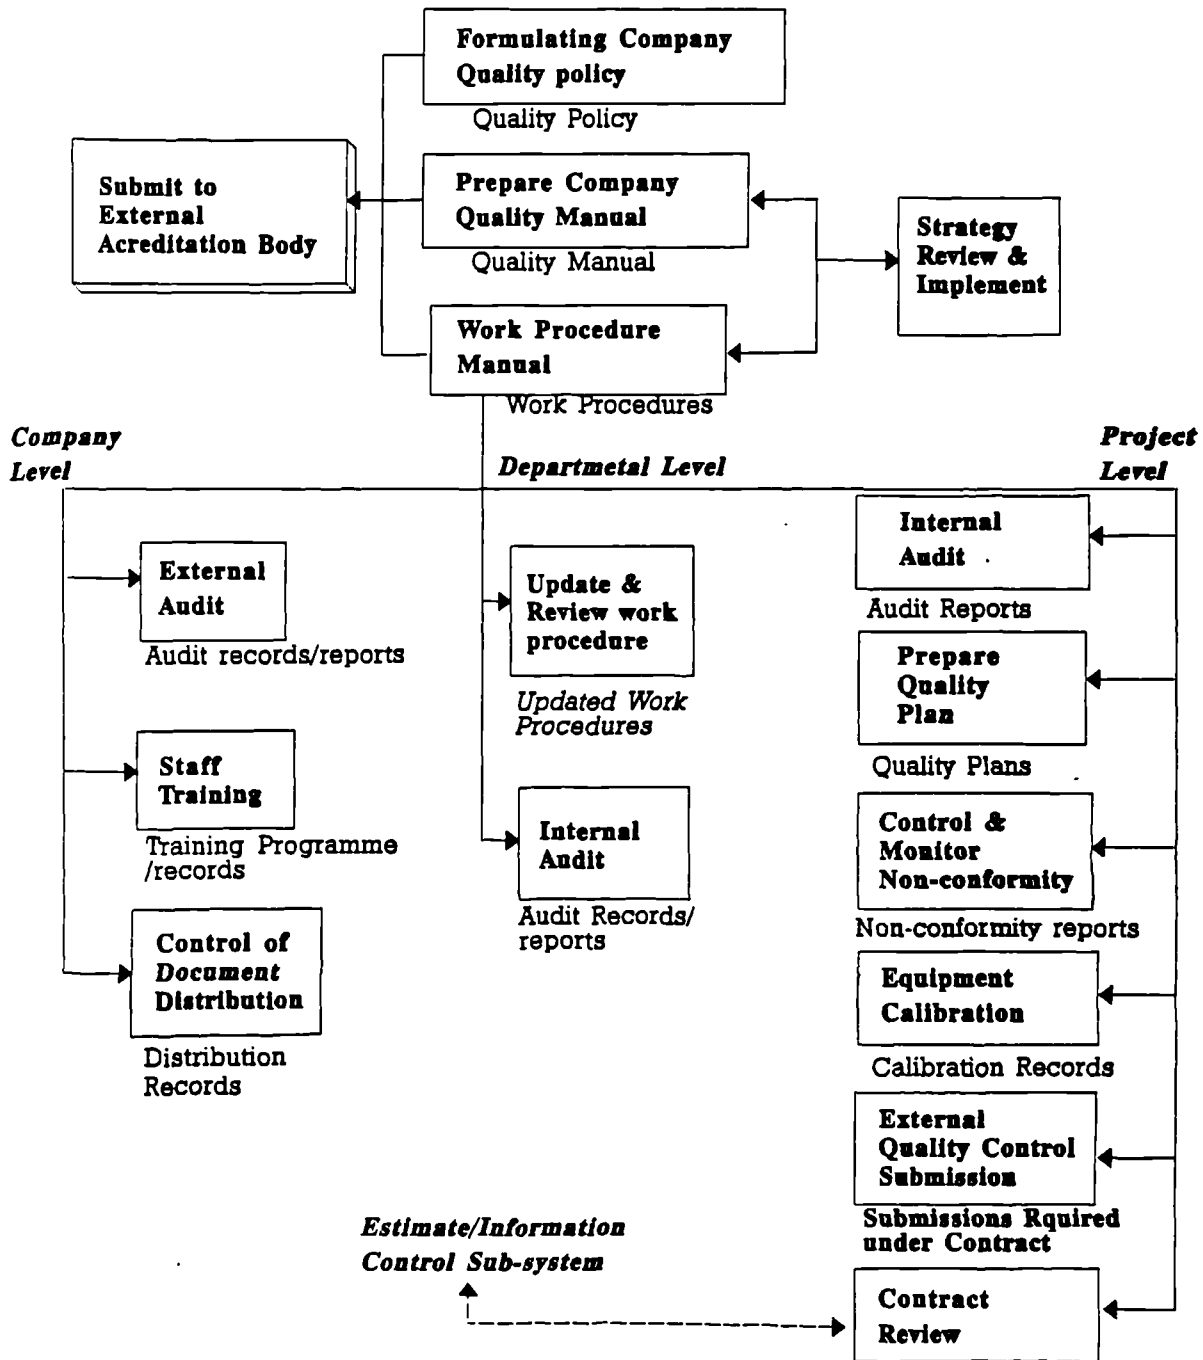 Formulating Company
Quality policy
Quality Policy
Submit to
External
Acreditation Body
Prepare Company
Quality Manual
Quality Manual
Strategy
Review &
Implement
Work Procedure
Manual
Work Procedures
Company
Level
Departmetal Level
Project
Level
External
Audit
Audit records/reports
Staff
Training
Training Programme
/records
Control of
Document
Distribution
Distribution
Records
Update &
Review work
procedure
Updated Work
Procedures
Internal
Audit
Audit Records/
reports
Internal
Audit
Audit Reports
Prepare
Quality
Plan
Quality Plans
Control &
Monitor
Non-conformity
Non-conformity reports
Equipment
Calibration
Calibration Records
External
Quality Control
Submission
Submissions Rquired
under Contract
Estimate/Information
Control Sub-system
Contract
Review